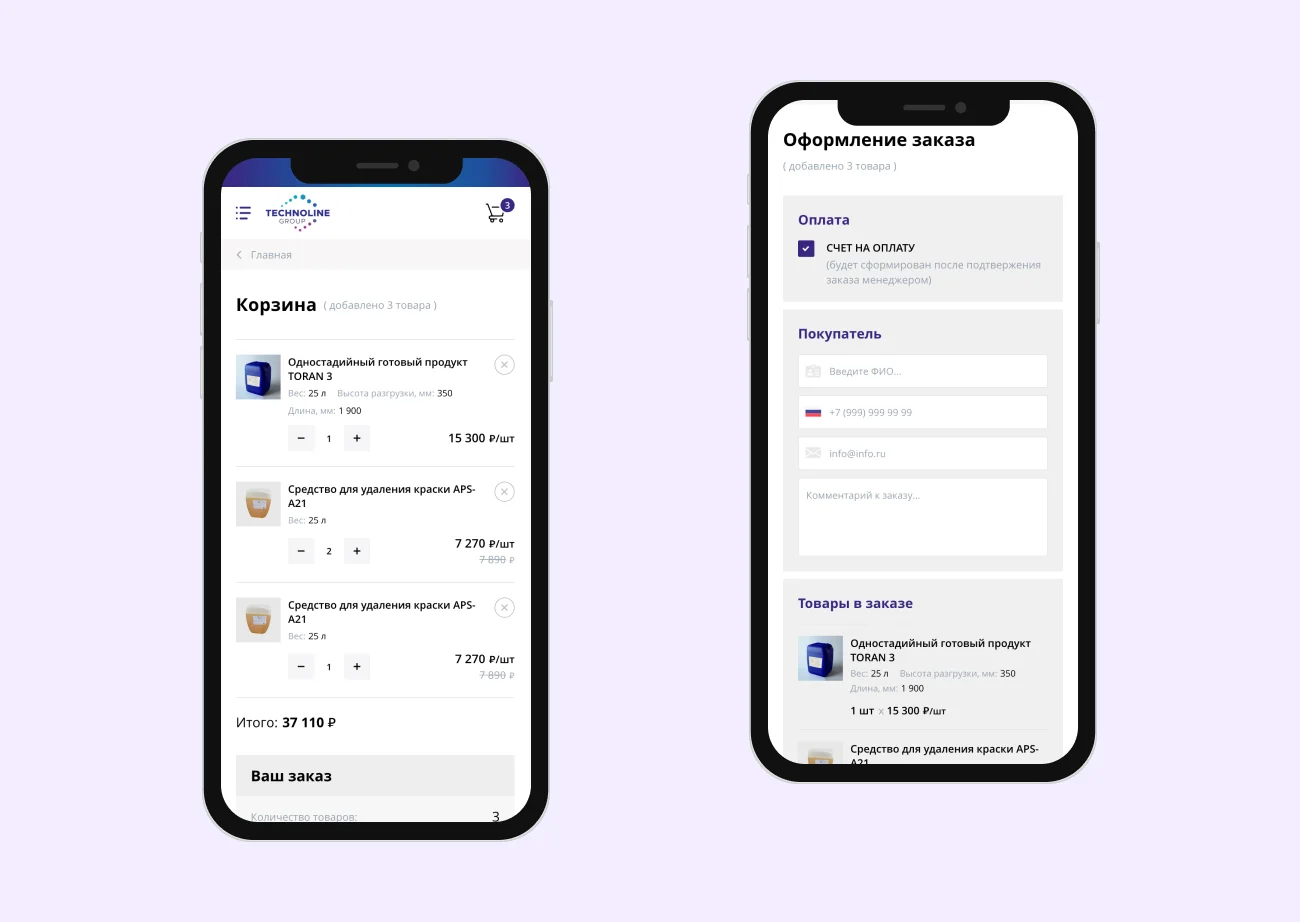 TECHNOLINE
GROUP
3
Главная
Корзина ( добавлено 3 товара )
Одностадийный готовый продукт
TORAN 3
Вес: 25 л Высота разгрузки, мм: 350
Длина, мм: 1 900
− 1 + 15 300 ₽/шт
Средство для удаления краски APS-
A21
Вес: 25 л
− 2 + 7 270 ₽/шт
7 890 ₽
Средство для удаления краски APS-
A21
Вес: 25 л
− 1 + 7 270 ₽/шт
7 890 ₽
Итого: 37 110 ₽
Ваш заказ
Количество товаров: 3
Оформление заказа
( добавлено 3 товара )
Оплата
СЧЕТ НА ОПЛАТУ
(будет сформирован после подтвержения
заказа менеджером)
Покупатель
Введите ФИО...
+7 (999) 999 99 99
info@info.ru
Комментарий к заказу...
Товары в заказе
Одностадийный готовый продукт
TORAN 3
Вес: 25 л Высота разгрузки, мм: 350
Длина, мм: 1 900
1 шт x 15 300 ₽/шт
Средство для удаления краски APS-
A21